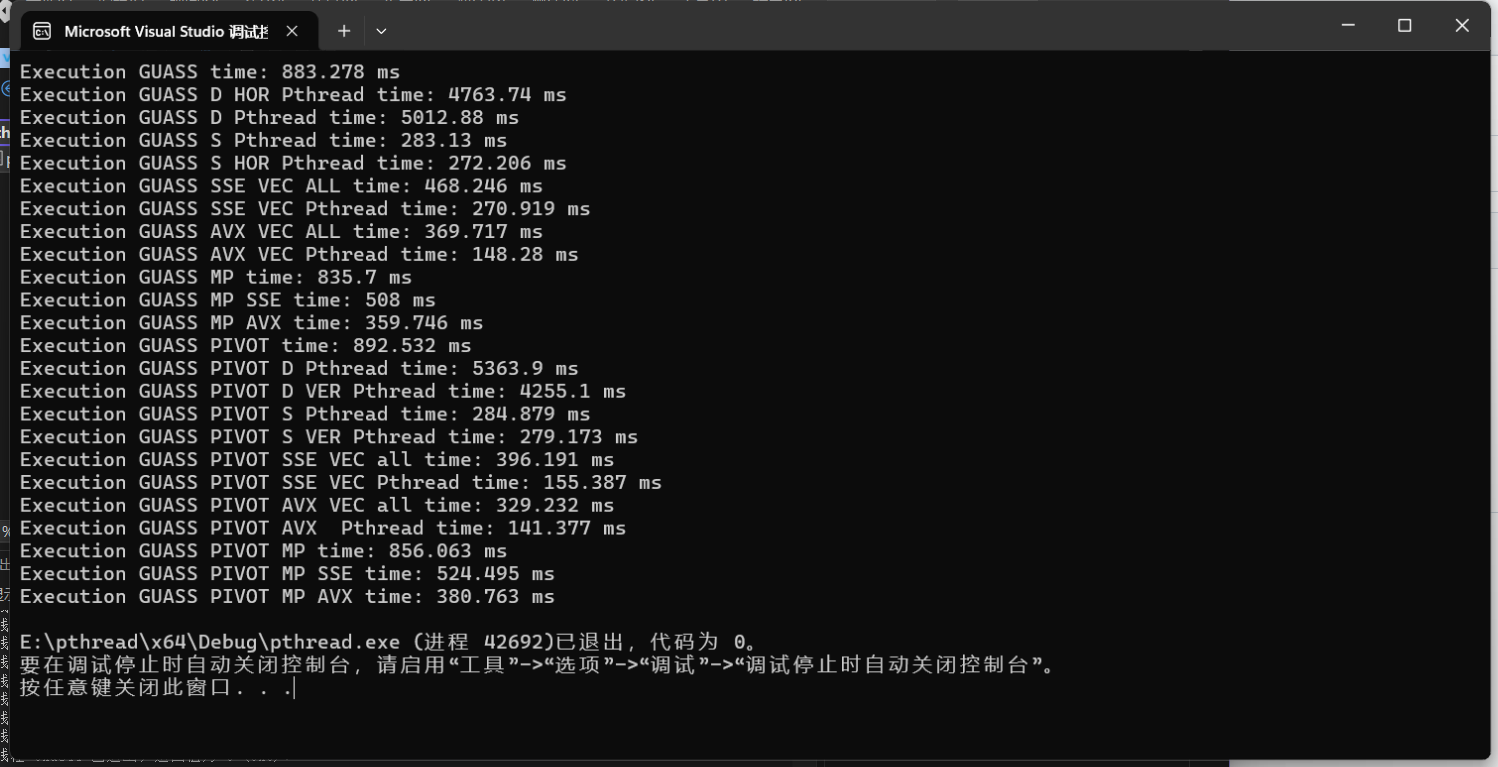 Microsoft Visual Studio 调试控
Execution GUASS time: 883.278 ms
Execution GUASS D HOR Pthread time: 4763.74 ms
Execution GUASS D Pthread time: 5012.88 ms
Execution GUASS S Pthread time: 283.13 ms
Execution GUASS S HOR Pthread time: 272.206 ms
Execution GUASS SSE VEC ALL time: 468.246 ms
Execution GUASS SSE VEC Pthread time: 270.919 ms
Execution GUASS AVX VEC ALL time: 369.717 ms
Execution GUASS AVX VEC Pthread time: 148.28 ms
Execution GUASS MP time: 835.7 ms
Execution GUASS MP SSE time: 508 ms
Execution GUASS MP AVX time: 359.746 ms
Execution GUASS PIVOT time: 892.532 ms
Execution GUASS PIVOT D Pthread time: 5363.9 ms
Execution GUASS PIVOT D VER Pthread time: 4255.1 ms
Execution GUASS PIVOT S Pthread time: 284.879 ms
Execution GUASS PIVOT S VER Pthread time: 279.173 ms
Execution GUASS PIVOT SSE VEC all time: 396.191 ms
Execution GUASS PIVOT SSE VEC Pthread time: 155.387 ms
Execution GUASS PIVOT AVX VEC all time: 329.232 ms
Execution GUASS PIVOT AVX  Pthread time: 141.377 ms
Execution GUASS PIVOT MP time: 856.063 ms
Execution GUASS PIVOT MP SSE time: 524.495 ms
Execution GUASS PIVOT MP AVX time: 380.763 ms
E:\pthread\x64\Debug\pthread.exe (进程 42692)已退出，代码为 0。
要在调试停止时自动关闭控制台，请启用“工具”->“选项”->“调试”->“调试停止时自动关闭控制台”。
按任意键关闭此窗口. . .